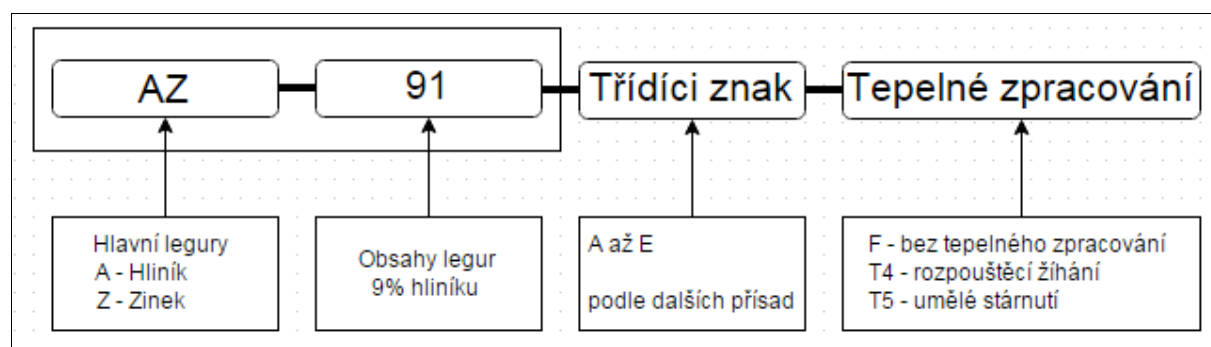 AZ
91
Třídíci znak
Tepelné zpracování
Hlavní legury
A - Hliník
Z - Zinek
Obsahy legur
9% hliníku
A až E
podle dalších přísad
F - bez tepelného zpracování
T4 - rozpouštěcí žíhání
T5 - umělé stárnutí